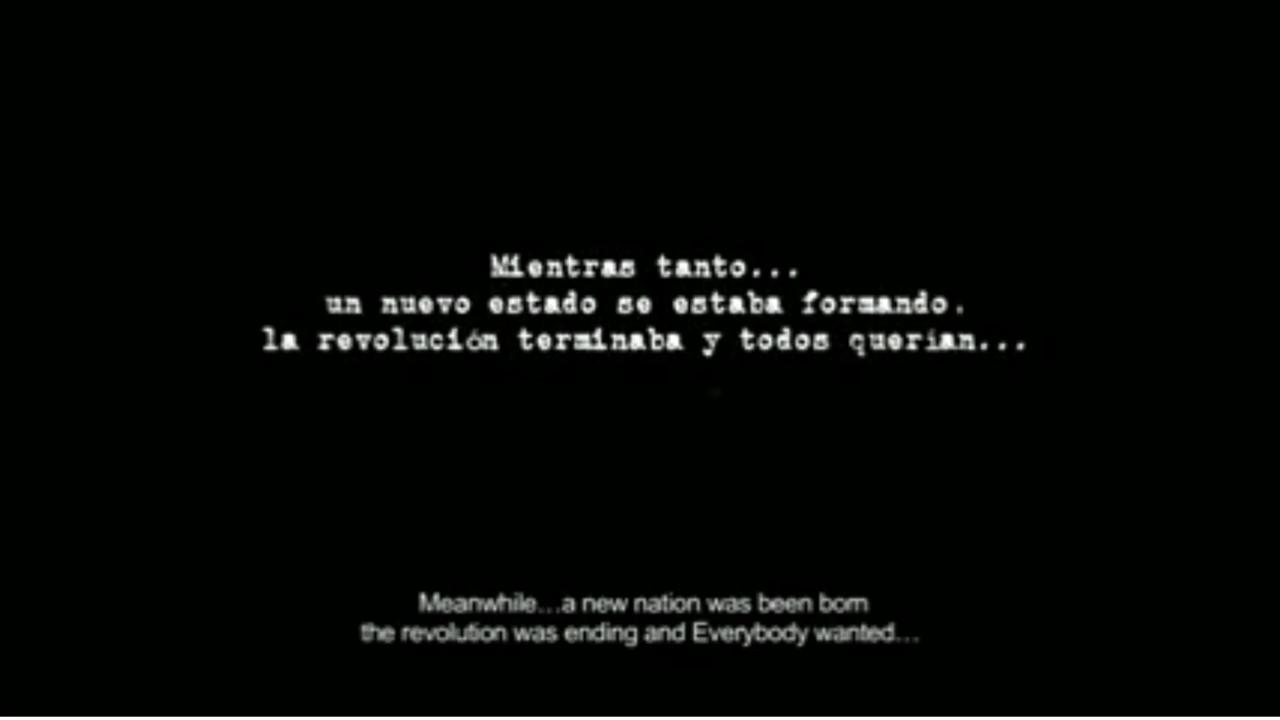 Mientras tanto...
un nuevo estado se estaba formando.
la revolución terminaba y todos querían...
Meanwhile...a new nation was been born
the revolution was ending and Everybody wanted...